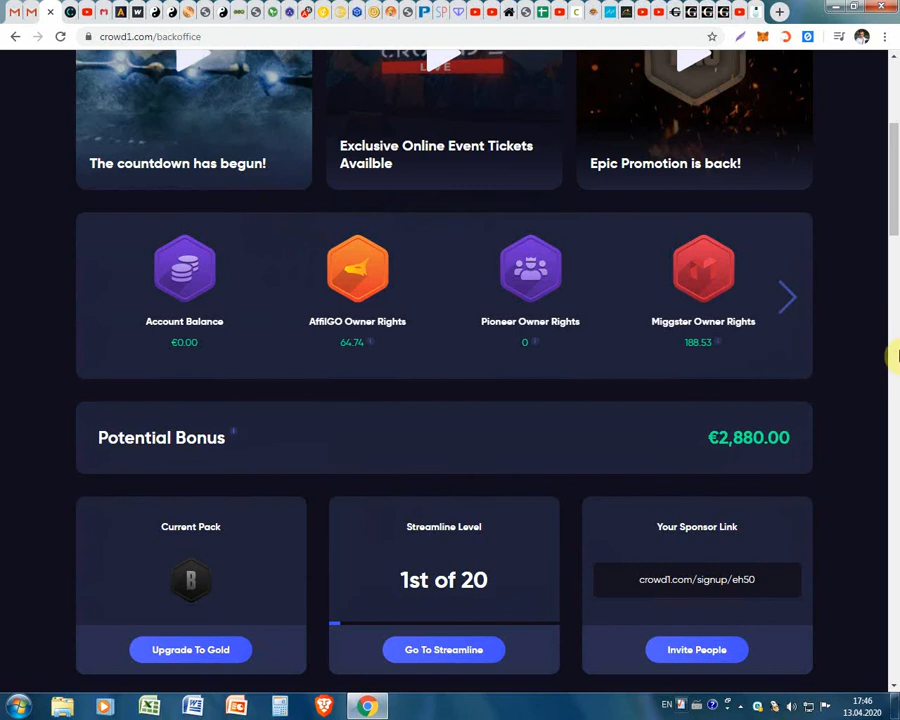 crowd1.com/backoffice
LIVE
The countdown has begun!
Exclusive Online Event Tickets
Availble
Epic Promotion is back!
Account Balance
€0.00
AffilGO Owner Rights
64.74
Pioneer Owner Rights
0
Miggster Owner Rights
188.53
Potential Bonus
€2,880.00
Current Pack
B
Upgrade To Gold
Streamline Level
1st of 20
Go To Streamline
Your Sponsor Link
crowd1.com/signup/eh50
Invite People
EN
17:46
13.04.2020